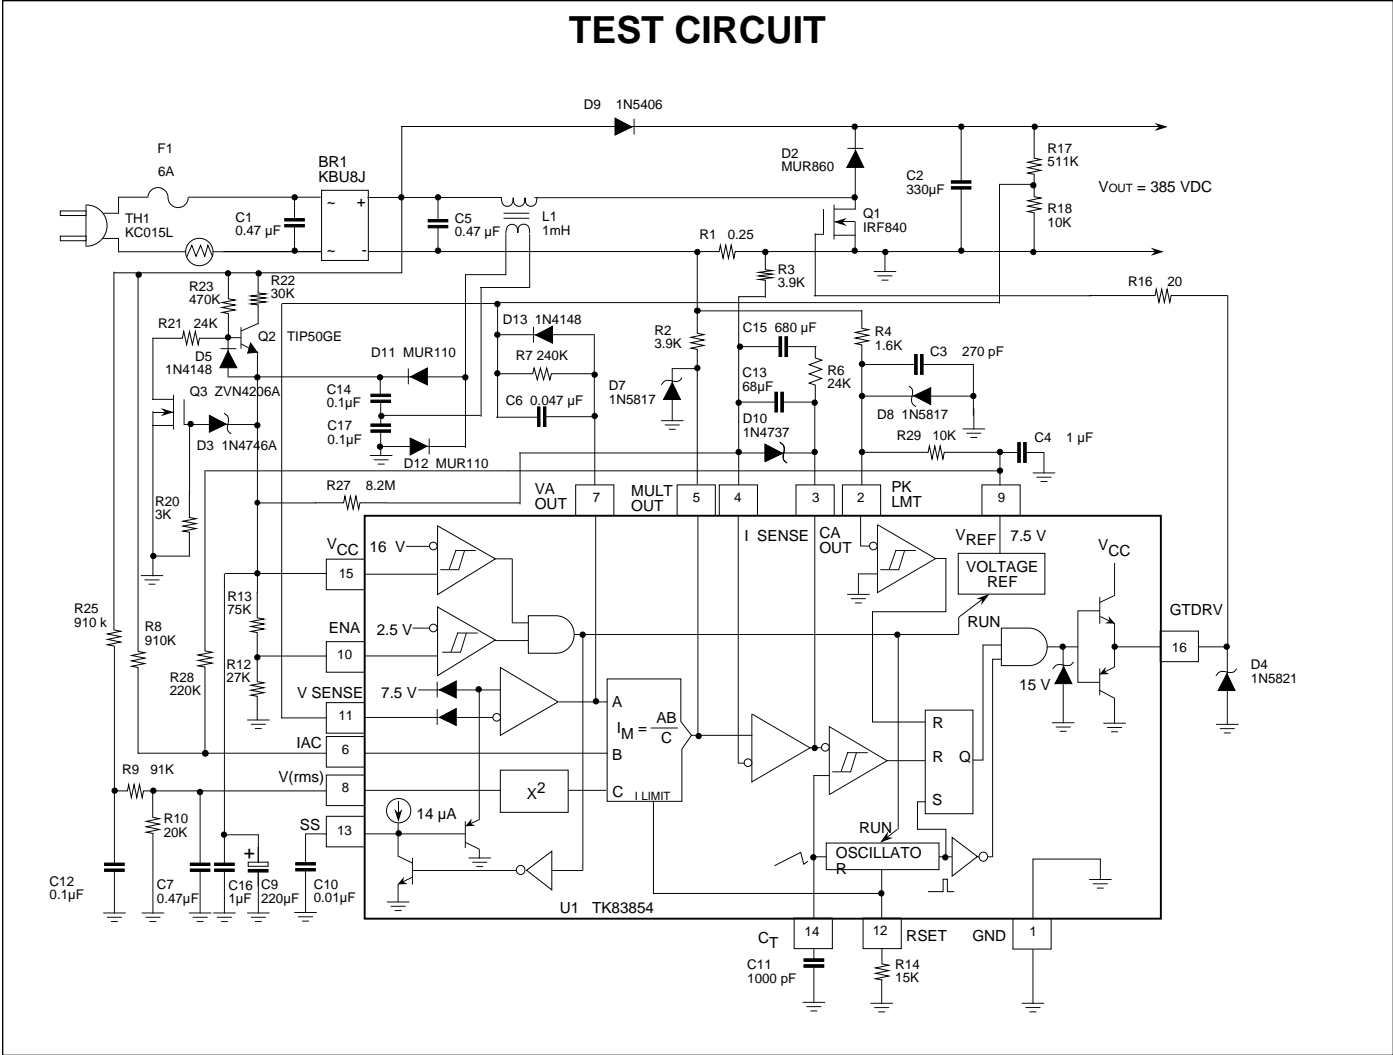 TEST CIRCUIT
D9 1N5406
F1
6A
BR1
KBU8J
D2
MUR860
R17
511K
C2
330µF
VOUT = 385 VDC
TH1
KC015L
C1
0.47 µF
~ +
~ -
C5
0.47 µF
L1
1mH
Q1
IRF840
R18
10K
R1 0.25
R3
3.9K
R16 20
R22
30K
R23
470K
R21 24K
Q2 TIP50GE
D13 1N4148
R2
3.9K
C15 680 µF
R4
1.6K
D5
1N4148
D11 MUR110
R7 240K
C3 270 pF
R6
24K
Q3 ZVN4206A
C14
0.1µF
D7
1N5817
C13
68µF
C6 0.047 µF
D10
1N4737
D8 1N5817
C17
0.1µF
D3 1N4746A
D12 MUR110
R29 10K
C4 1 µF
R27 8.2M
R20
3K
VA
OUT
7
MULT
OUT
5
4
3
2
PK
LMT
9
I SENSE
CA
OUT
VREF 7.5 V
VOLTAGE
REF
VCC
VCC
15
16 V
R13
75K
R25
910 k
R8
910K
ENA
10
2.5 V
RUN
GTDRV
16
R12
27K
R28
220K
V SENSE
11
7.5 V
15 V
D4
1N5821
A
IM = AB
C
B
IAC
6
R
R Q
S
R9 91K
V(rms)
8
X2
C
I LIMIT
R10
20K
SS
13
14 µA
RUN
OSCILLATO
R
+
C12
0.1µF
C7
0.47µF
C16
1µF
C9
220µF
C10
0.01µF
U1 TK83854
CT
14
12
RSET
GND
1
C11
1000 pF
R14
15K